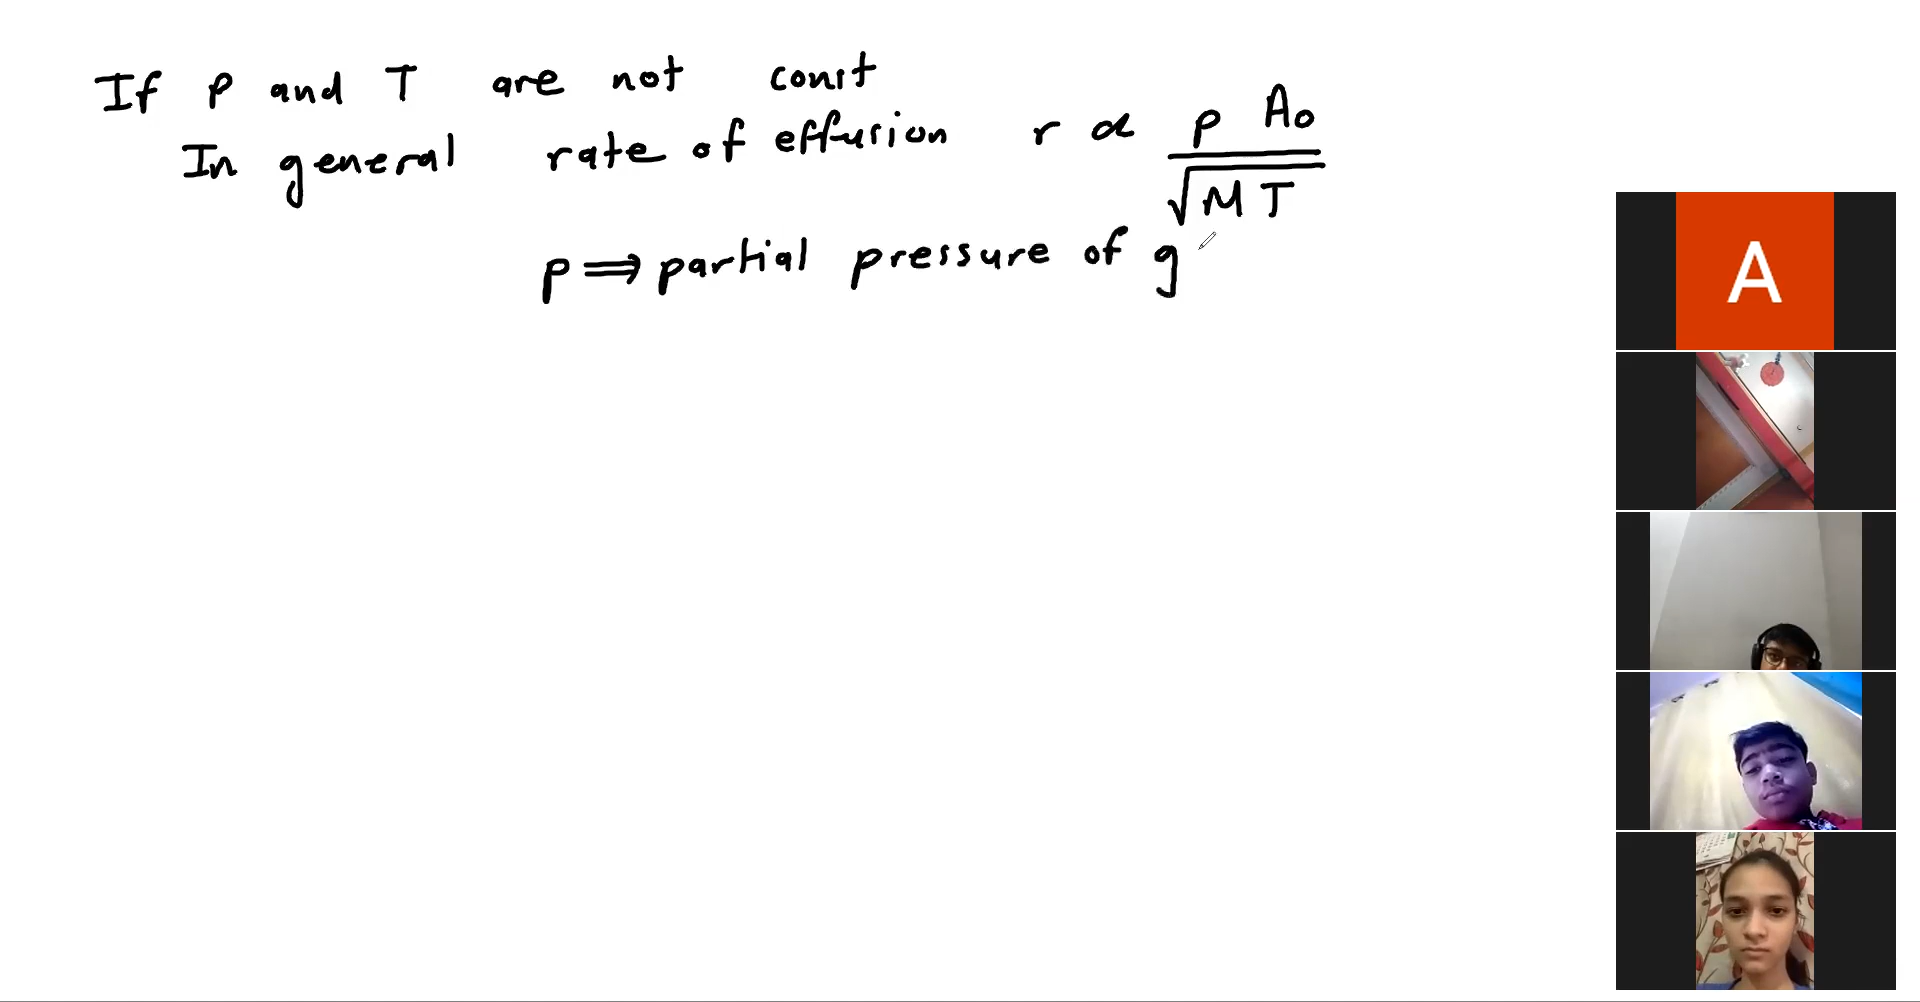 If P and T are not const
In general rate of effusion r ∝ p A₀ / √MT
p ⟹ partial pressure of g
A